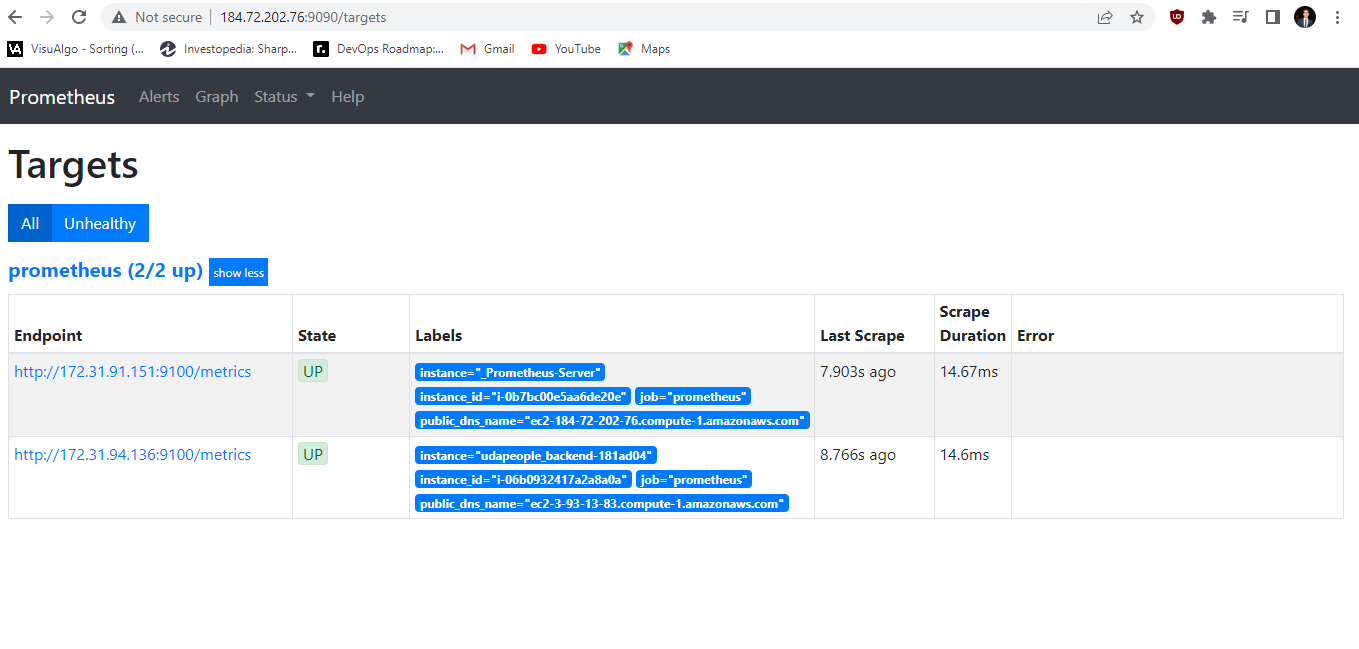 Not secure | 184.72.202.76:9090/targets
VisuAlgo - Sorting (... Investopedia: Sharp... DevOps Roadmap:... Gmail YouTube Maps
Prometheus Alerts Graph Status Help
Targets
All Unhealthy
prometheus (2/2 up) show less
Endpoint State Labels Last Scrape Scrape Duration Error
http://172.31.91.151:9100/metrics UP instance="_Prometheus-Server" 7.903s ago 14.67ms
instance_id="i-0b7bc00e5aa6de20e" job="prometheus"
public_dns_name="ec2-184-72-202-76.compute-1.amazonaws.com"
http://172.31.94.136:9100/metrics UP instance="udapeople_backend-181ad04" 8.766s ago 14.6ms
instance_id="i-06b0932417a2a8a0a" job="prometheus"
public_dns_name="ec2-3-93-13-83.compute-1.amazonaws.com"